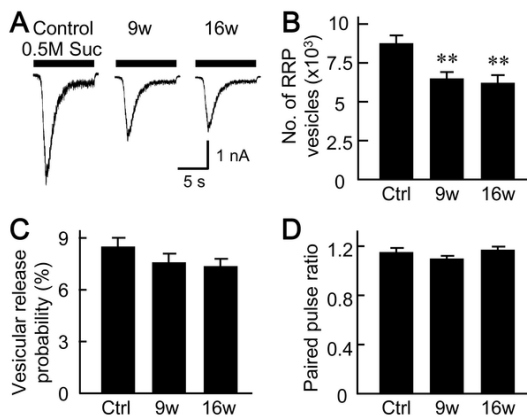 A
Control
0.5M Suc
9w
16w
1 nA
5 s
B
No. of RRP
vesicles (x10³)
10
7.5
5
2.5
0
**
**
Ctrl
9w
16w
C
Vesicular release
probability (%)
9
6
3
0
Ctrl
9w
16w
D
Paired pulse ratio
1.2
0.8
0.4
0
Ctrl
9w
16w